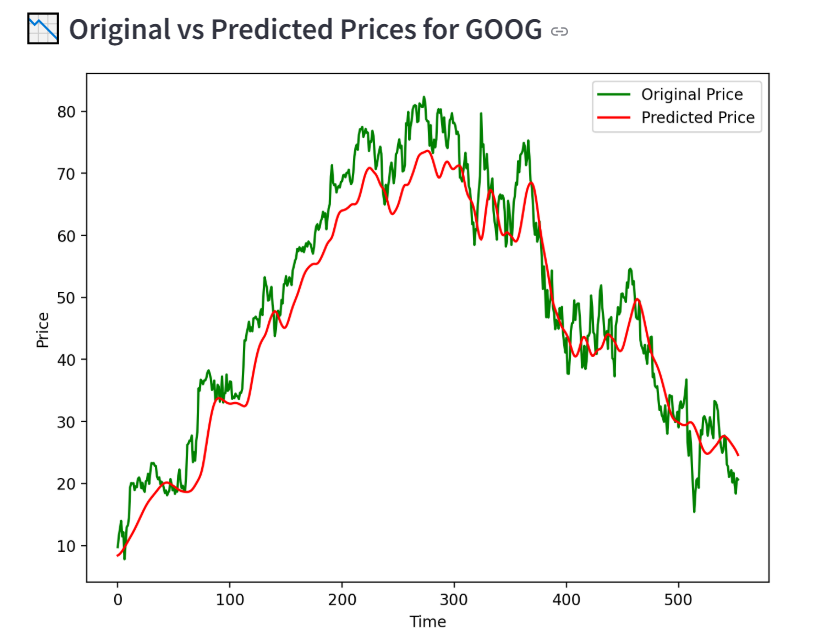 Original vs Predicted Prices for GOOG
Original Price
Predicted Price
80
70
60
50
40
30
20
10
Price
0 100 200 300 400 500
Time